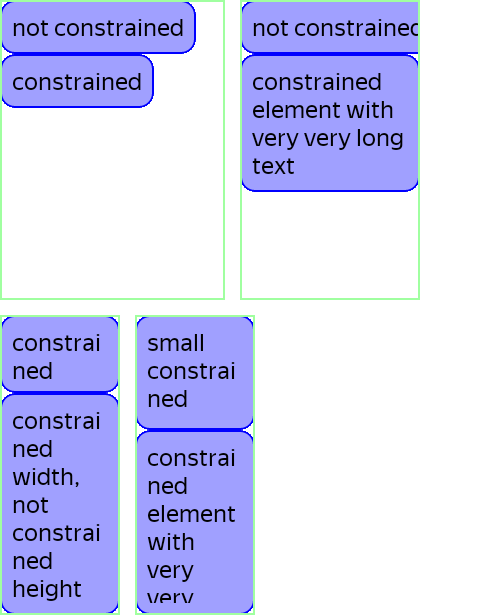 not constrained
constrained
not constrained
constrained
element with
very very long
text
constrai
ned
constrai
ned
width,
not
constrai
ned
height
small
constrai
ned
constrai
ned
element
with
very
very